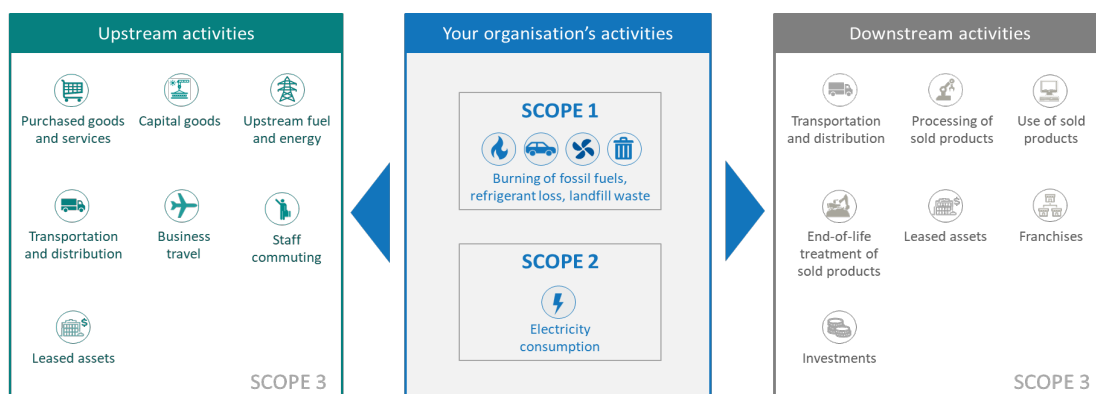 Upstream activities
Purchased goods
and services
Capital goods
Upstream fuel
and energy
Transportation
and distribution
Business
travel
Staff
commuting
Leased assets
SCOPE 3
Your organisation’s activities
SCOPE 1
Burning of fossil fuels,
refrigerant loss, landfill waste
SCOPE 2
Electricity
consumption
Downstream activities
Transportation
and distribution
Processing of
sold products
Use of sold
products
End-of-life
treatment of
sold products
Leased assets
Franchises
Investments
SCOPE 3